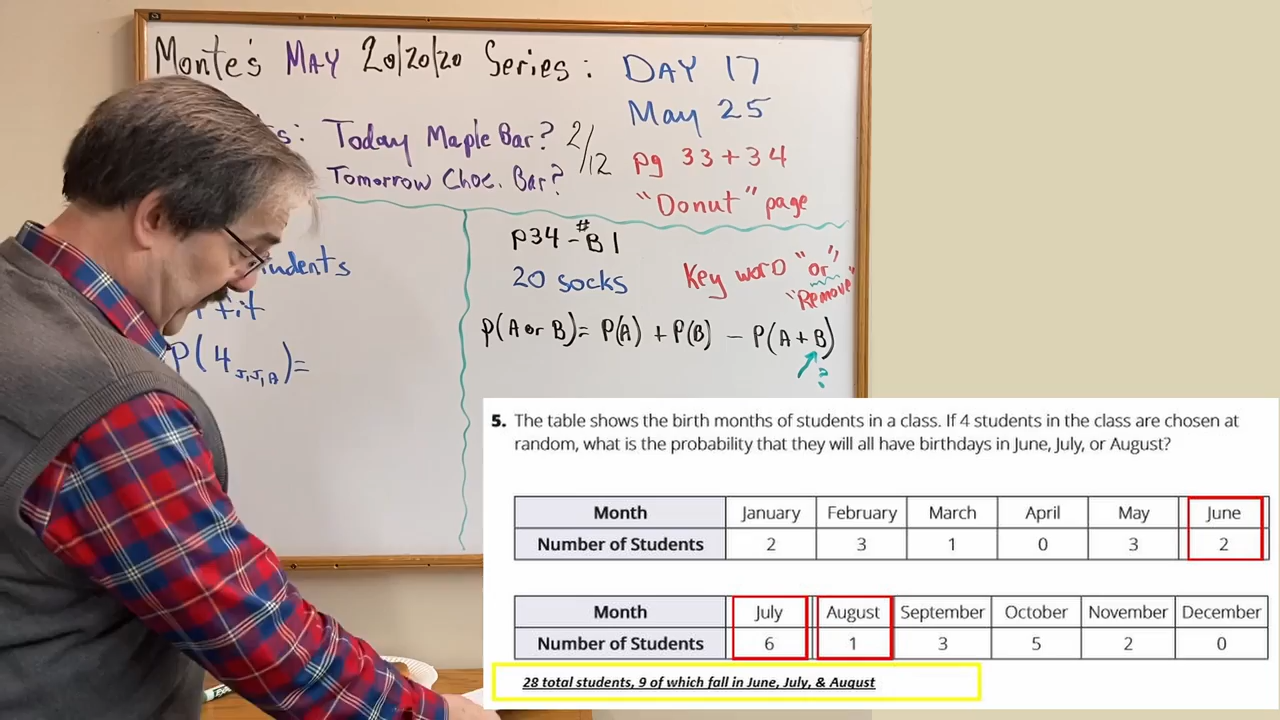 Monte's MAY 20/20/20 Series: DAY 17
May 25
Today Maple Bar? 2/12
Tomorrow Choc. Bar?
pg 33+34
"Donut" page
P(4 J,J,A)=
p34-#B1
20 socks
Key word "or"
"Remove"
P(A or B)= P(A) + P(B) - P(A+B)
?
5. The table shows the birth months of students in a class. If 4 students in the class are chosen at
random, what is the probability that they will all have birthdays in June, July, or August?
Month January February March April May June
Number of Students 2 3 1 0 3 2
Month July August September October November December
Number of Students 6 1 3 5 2 0
28 total students, 9 of which fall in June, July, & August